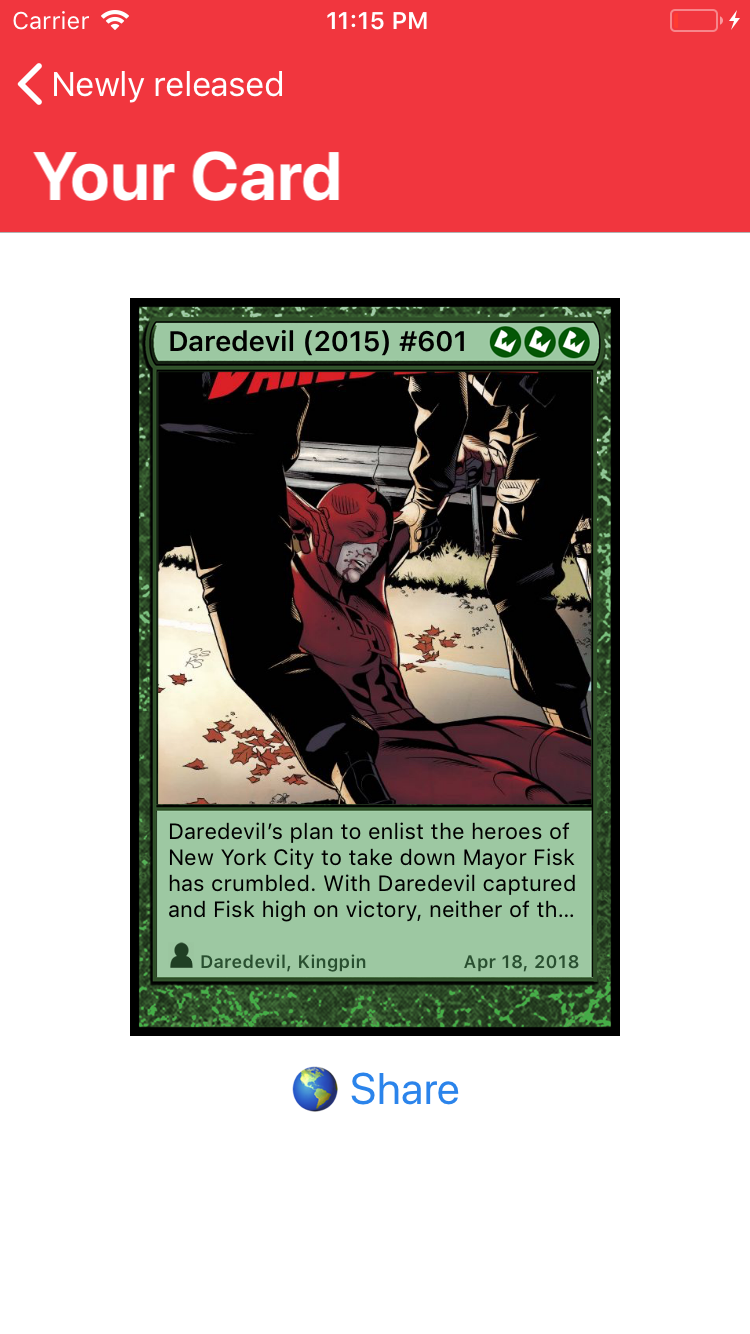 Carrier
11:15 PM
Newly released
Your Card
Daredevil (2015) #601
Daredevil’s plan to enlist the heroes of
New York City to take down Mayor Fisk
has crumbled. With Daredevil captured
and Fisk high on victory, neither of th...
Daredevil, Kingpin
Apr 18, 2018
Share